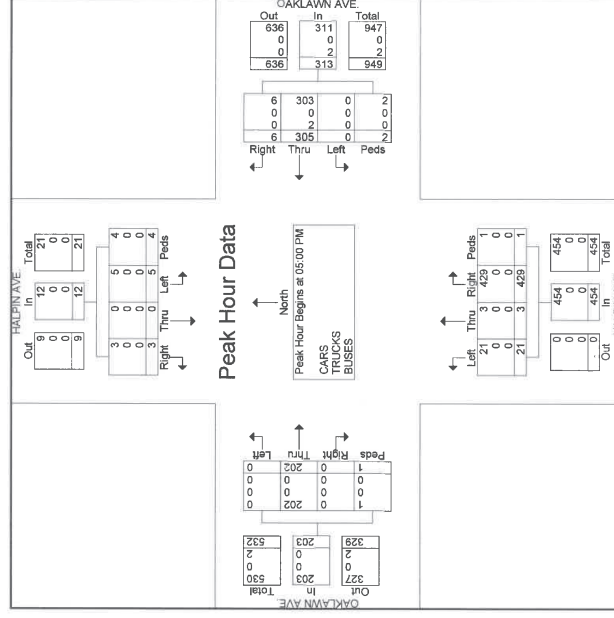 OAKLAWN AVE.
Out In Total
636 311 947
0 0 0
0 2 2
636 313 949
6 303 0 2
0 0 0 0
0 2 0 0
6 305 0 2
Right Thru Left Peds
HALPIN AVE.
Out In Total
9 12 21
0 0 0
0 0 0
9 12 21
3 0 5 4
0 0 0 0
0 0 0 0
3 0 5 4
Right Thru Left Peds
Peak Hour Data
North
Peak Hour Begins at 05:00 PM
CARS
TRUCKS
BUSES
Left Thru Right Peds
21 3 429 1
0 0 0 0
0 0 0 0
21 3 429 1
Out In Total
0 454 454
0 0 0
0 0 0
0 454 454
Left Thru Right Peds
0 202 0 1
0 0 0 0
0 0 0 0
0 202 0 1
Out In Total
327 203 530
0 0 0
2 0 2
329 203 532
OAKLAWN AVE.